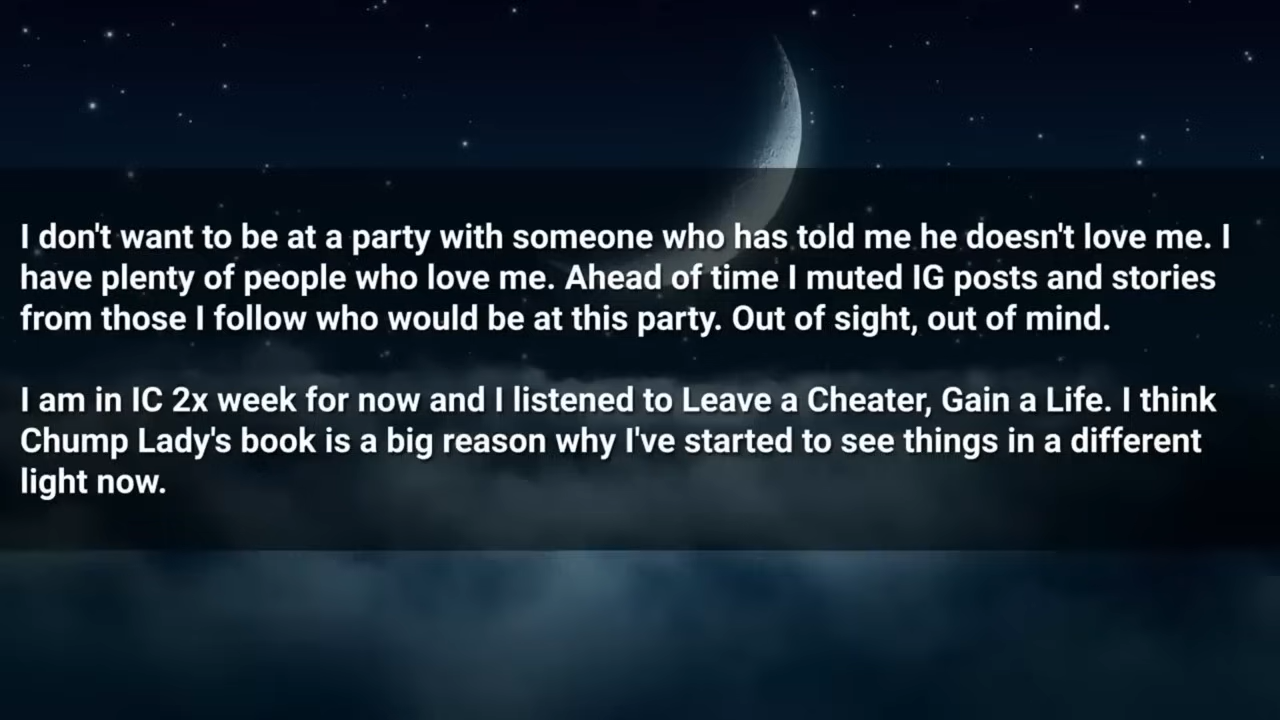 I don't want to be at a party with someone who has told me he doesn't love me. I
have plenty of people who love me. Ahead of time I muted IG posts and stories
from those I follow who would be at this party. Out of sight, out of mind.
I am in IC 2x week for now and I listened to Leave a Cheater, Gain a Life. I think
Chump Lady's book is a big reason why I've started to see things in a different
light now.